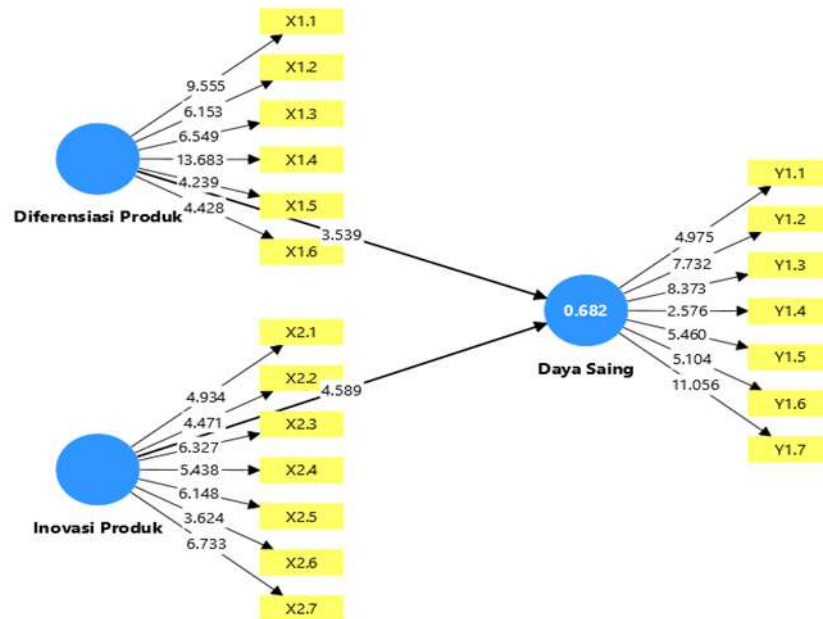 X1.1
X1.2
X1.3
X1.4
X1.5
X1.6
9.555
6.153
6.549
13.683
4.239
4.428
Diferensiasi Produk
3.539
X2.1
X2.2
X2.3
X2.4
X2.5
X2.6
X2.7
4.934
4.471
6.327
5.438
6.148
3.624
6.733
Inovasi Produk
4.589
0.682
Daya Saing
4.975
7.732
8.373
2.576
5.460
5.104
11.056
Y1.1
Y1.2
Y1.3
Y1.4
Y1.5
Y1.6
Y1.7